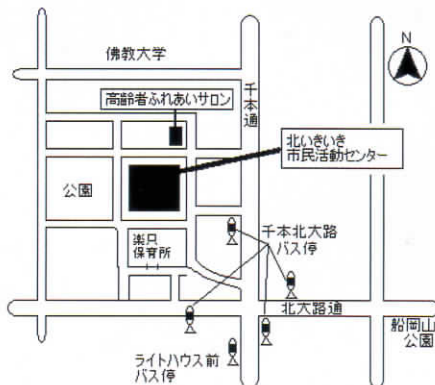 N
佛教大学
千本通
高齢者ふれあいサロン
北いきいき
市民活動センター
公園
楽只
保育所
千本北大路
バス停
北大路通
船岡山
公園
ライトハウス前
バス停